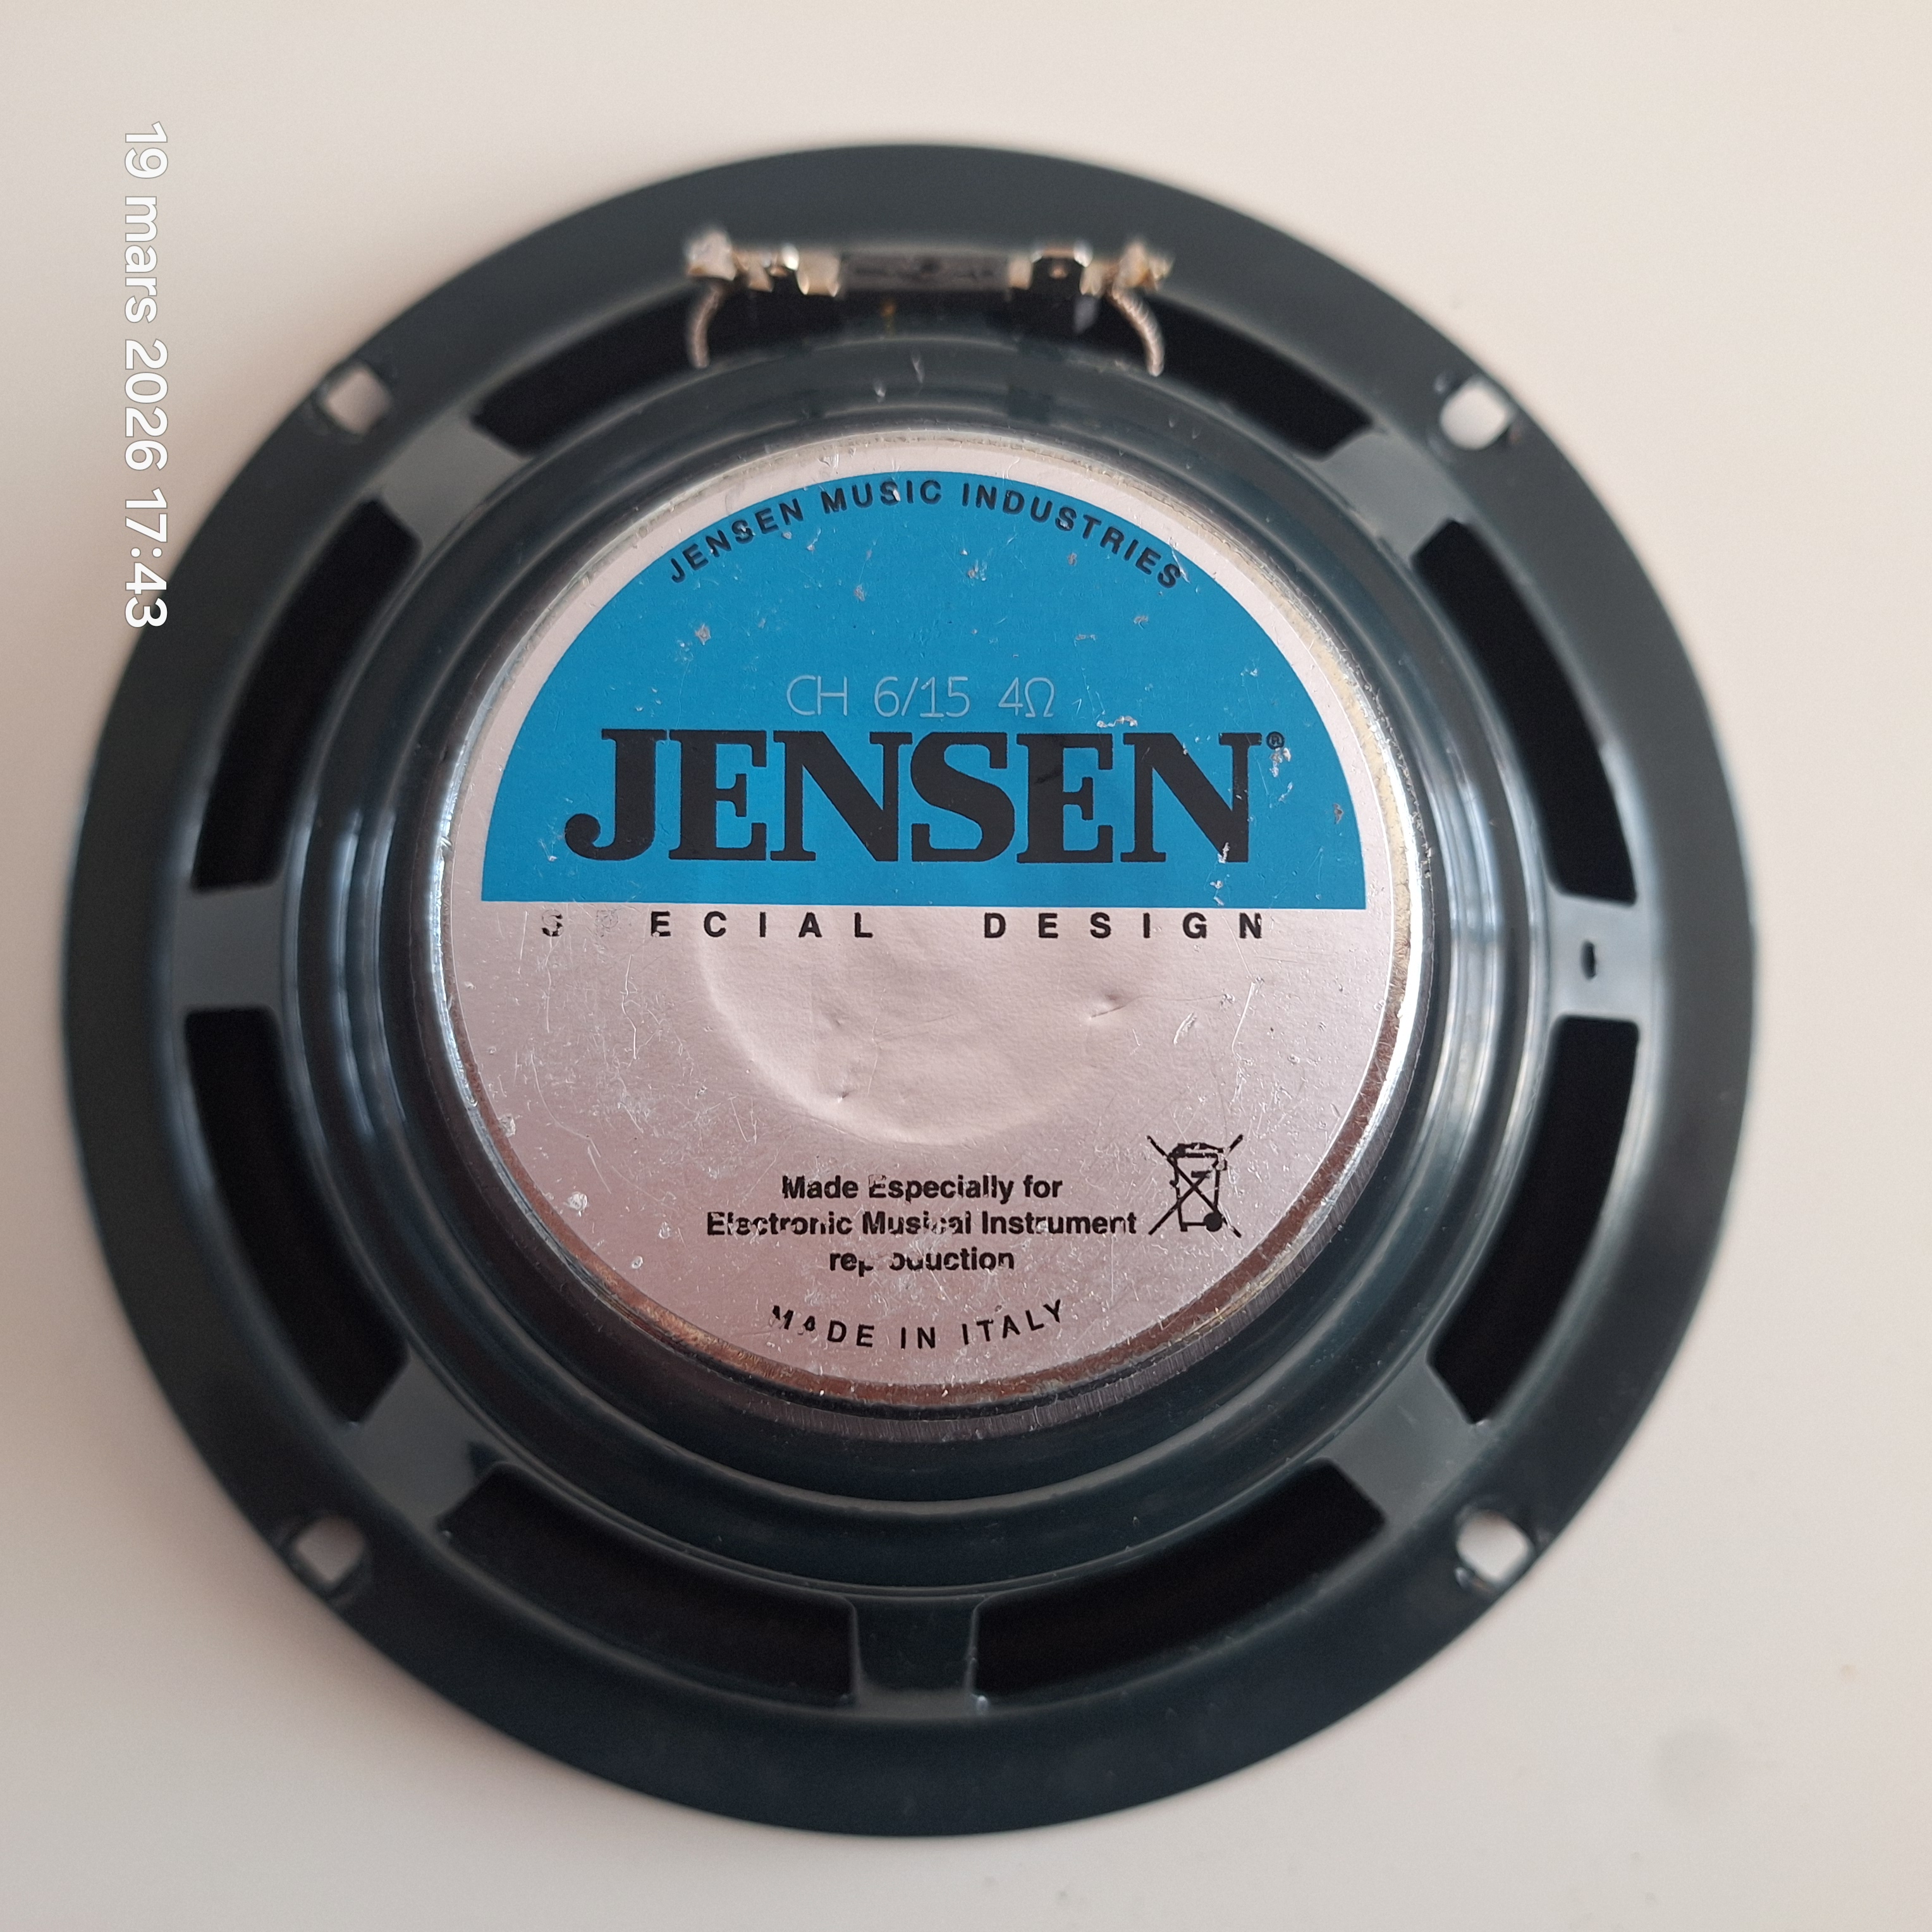 19 mars 2026 17:43
JENSEN MUSIC INDUSTRIES
CH 6/15 4Ω
JENSEN®
SPECIAL DESIGN
Made Especially for
Electronic Musical Instrument
reproduction
MADE IN ITALY